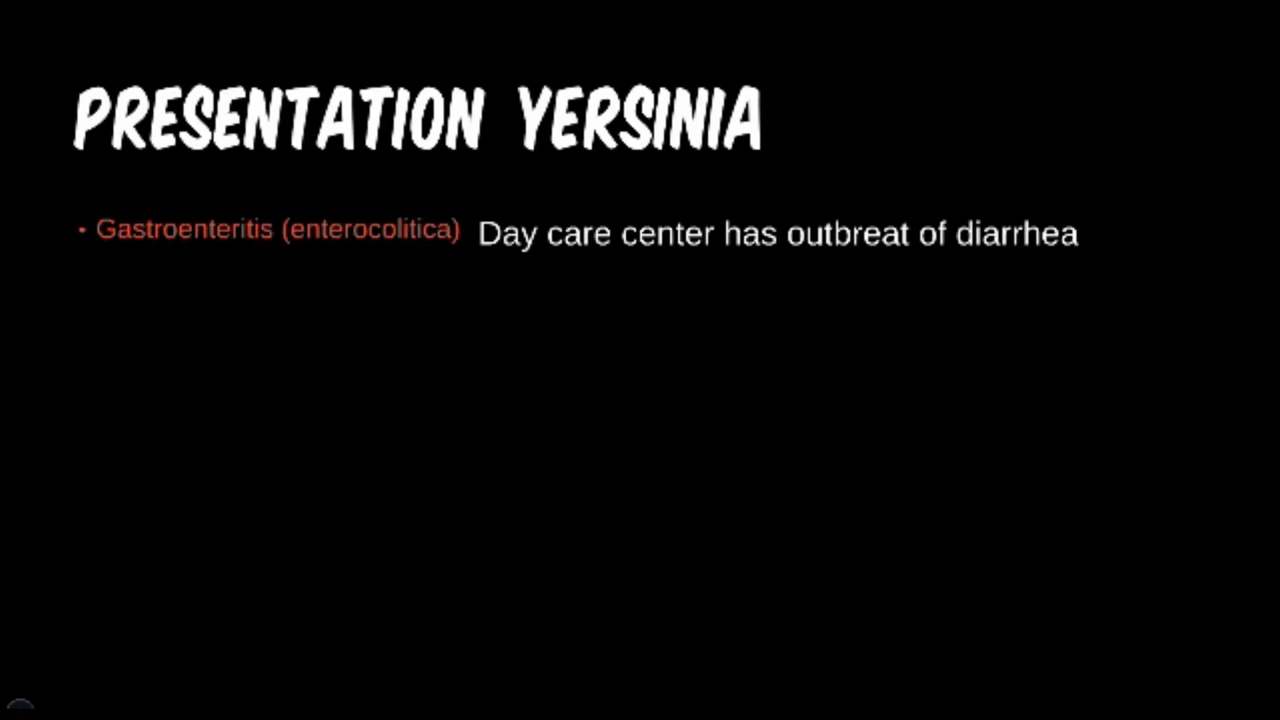 PRESENTATION YERSINIA
• Gastroenteritis (enterocolitica) Day care center has outbreat of diarrhea